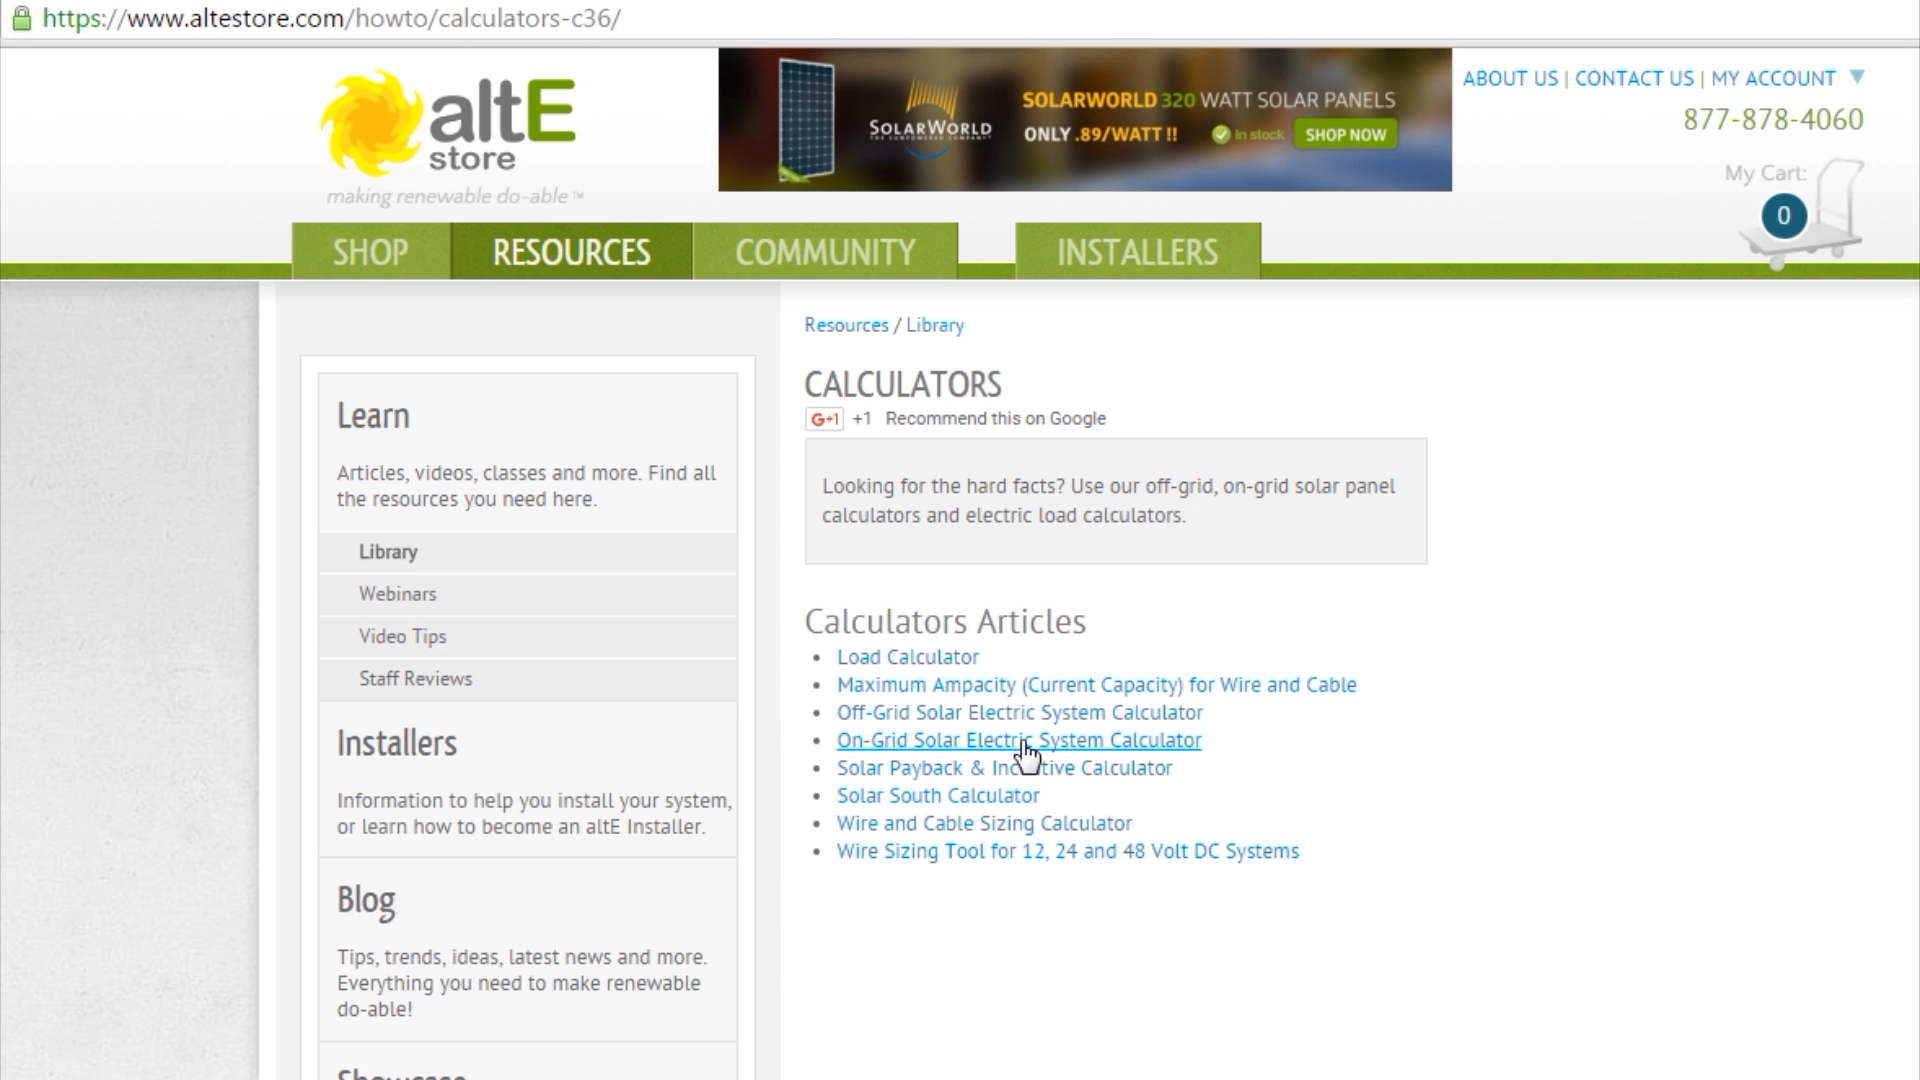 https://www.altestore.com/howto/calculators-c36/
altE
store
making renewable do-able™
SOLARWORLD
SOLARWORLD 320 WATT SOLAR PANELS
ONLY .89/WATT !!
in stock
SHOP NOW
ABOUT US | CONTACT US | MY ACCOUNT
877-878-4060
My Cart:
0
SHOP
RESOURCES
COMMUNITY
INSTALLERS
Resources / Library
CALCULATORS
G+1 +1 Recommend this on Google
Looking for the hard facts? Use our off-grid, on-grid solar panel
calculators and electric load calculators.
Calculators Articles
• Load Calculator
• Maximum Ampacity (Current Capacity) for Wire and Cable
• Off-Grid Solar Electric System Calculator
• On-Grid Solar Electric System Calculator
• Solar Payback & Incentive Calculator
• Solar South Calculator
• Wire and Cable Sizing Calculator
• Wire Sizing Tool for 12, 24 and 48 Volt DC Systems
Learn
Articles, videos, classes and more. Find all
the resources you need here.
Library
Webinars
Video Tips
Staff Reviews
Installers
Information to help you install your system,
or learn how to become an altE Installer.
Blog
Tips, trends, ideas, latest news and more.
Everything you need to make renewable
do-able!
Showcase